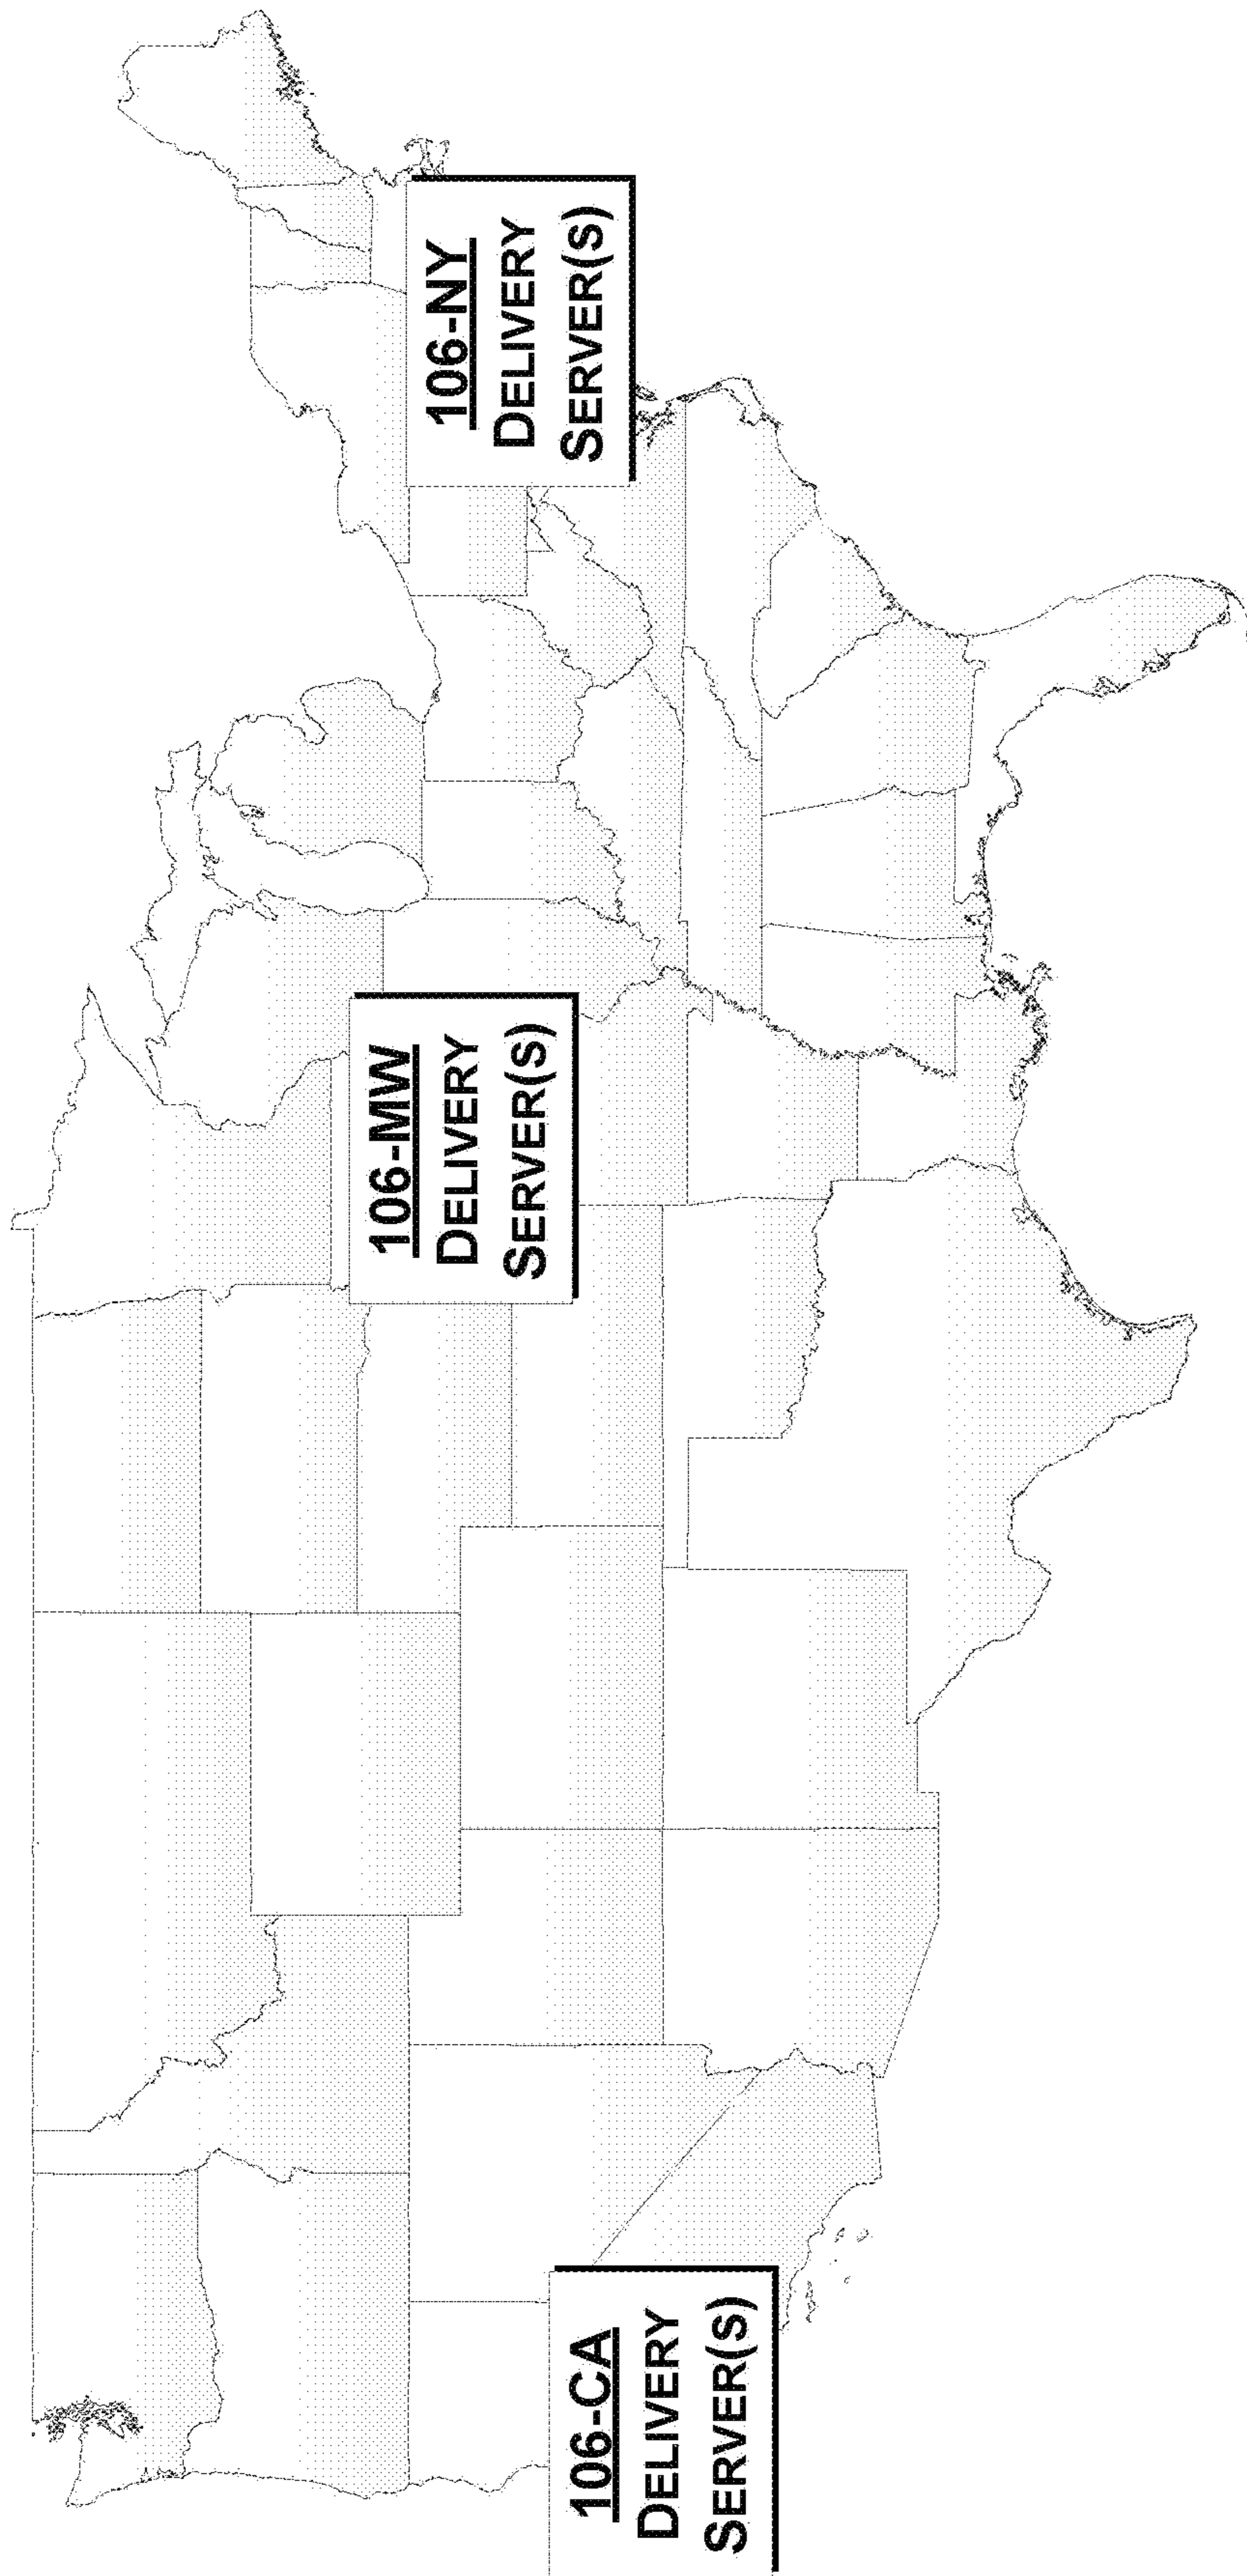 106-CA
DELIVERY
SERVER(S)
106-MW
DELIVERY
SERVER(S)
106-NY
DELIVERY
SERVER(S)